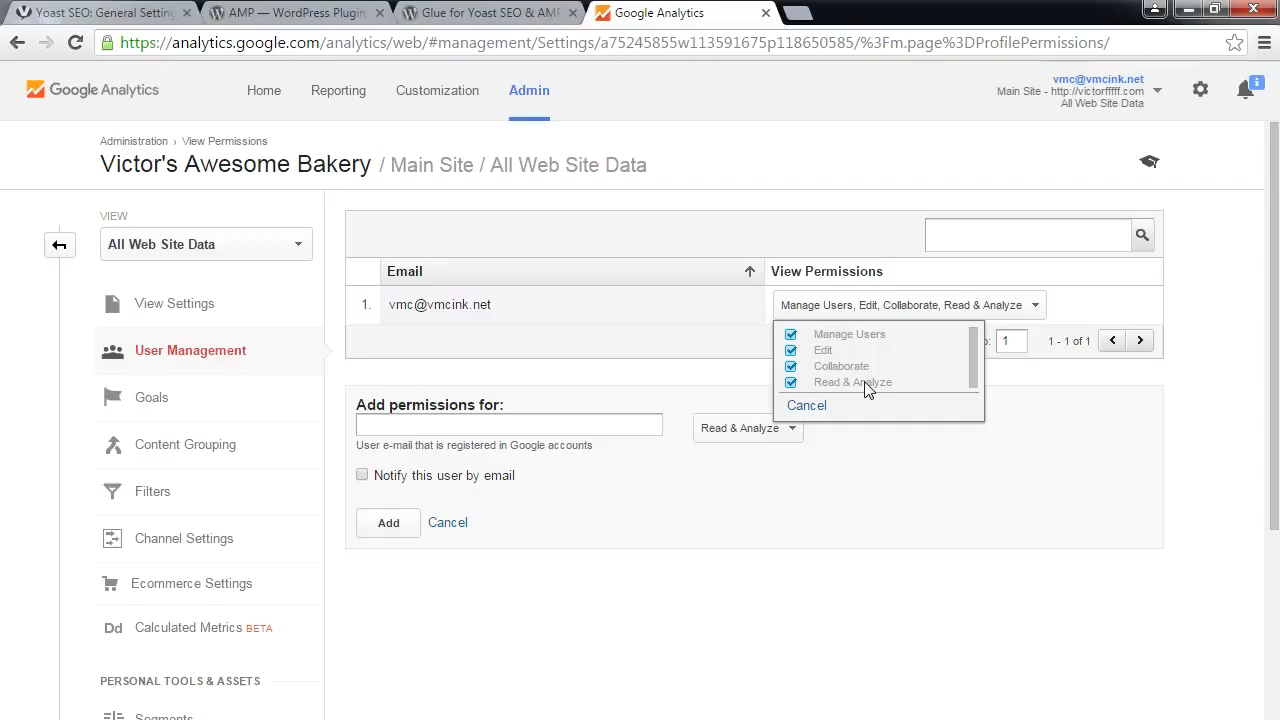 Yoast SEO: General Setting
AMP — WordPress Plugin
Glue for Yoast SEO & AMP
Google Analytics
https://analytics.google.com/analytics/web/#management/Settings/a75245855w113591675p118650585/%3Fm.page%3DProfilePermissions/
Google Analytics
Home
Reporting
Customization
Admin
vmc@vmcink.net
Main Site - http://victorfffff.com
All Web Site Data
Administration › View Permissions
Victor's Awesome Bakery / Main Site / All Web Site Data
VIEW
All Web Site Data
View Settings
User Management
Goals
Content Grouping
Filters
Channel Settings
Ecommerce Settings
Dd Calculated Metrics BETA
PERSONAL TOOLS & ASSETS
Segments
Email
View Permissions
1. vmc@vmcink.net
Manage Users, Edit, Collaborate, Read & Analyze
Manage Users
Edit
Collaborate
Read & Analyze
Cancel
1
1 - 1 of 1
Add permissions for:
Read & Analyze
User e-mail that is registered in Google accounts
Notify this user by email
Add
Cancel